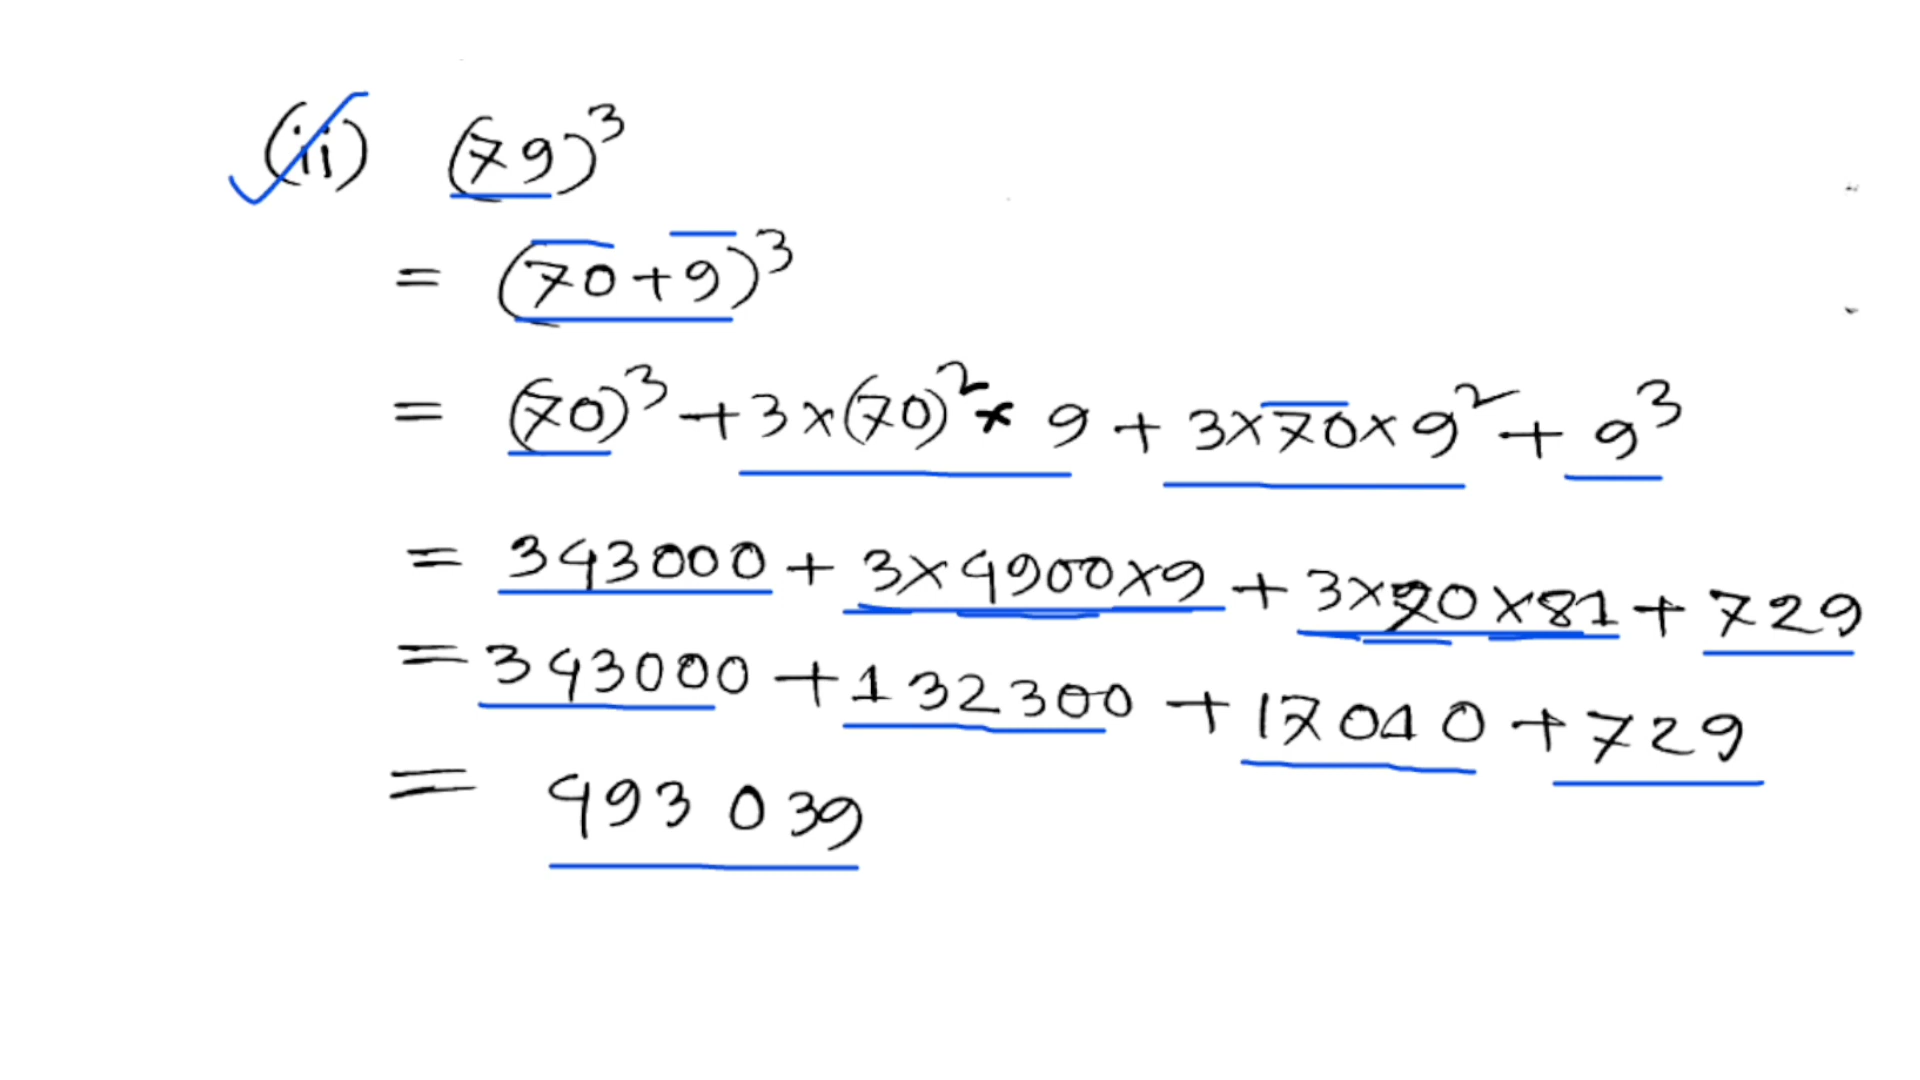 (ii) (79)³
= (70+9)³
= (70)³ + 3×(70)² × 9 + 3×70×9² + 9³
= 343000 + 3×4900×9 + 3×70×81 + 729
= 343000 + 132300 + 17010 + 729
= 493039